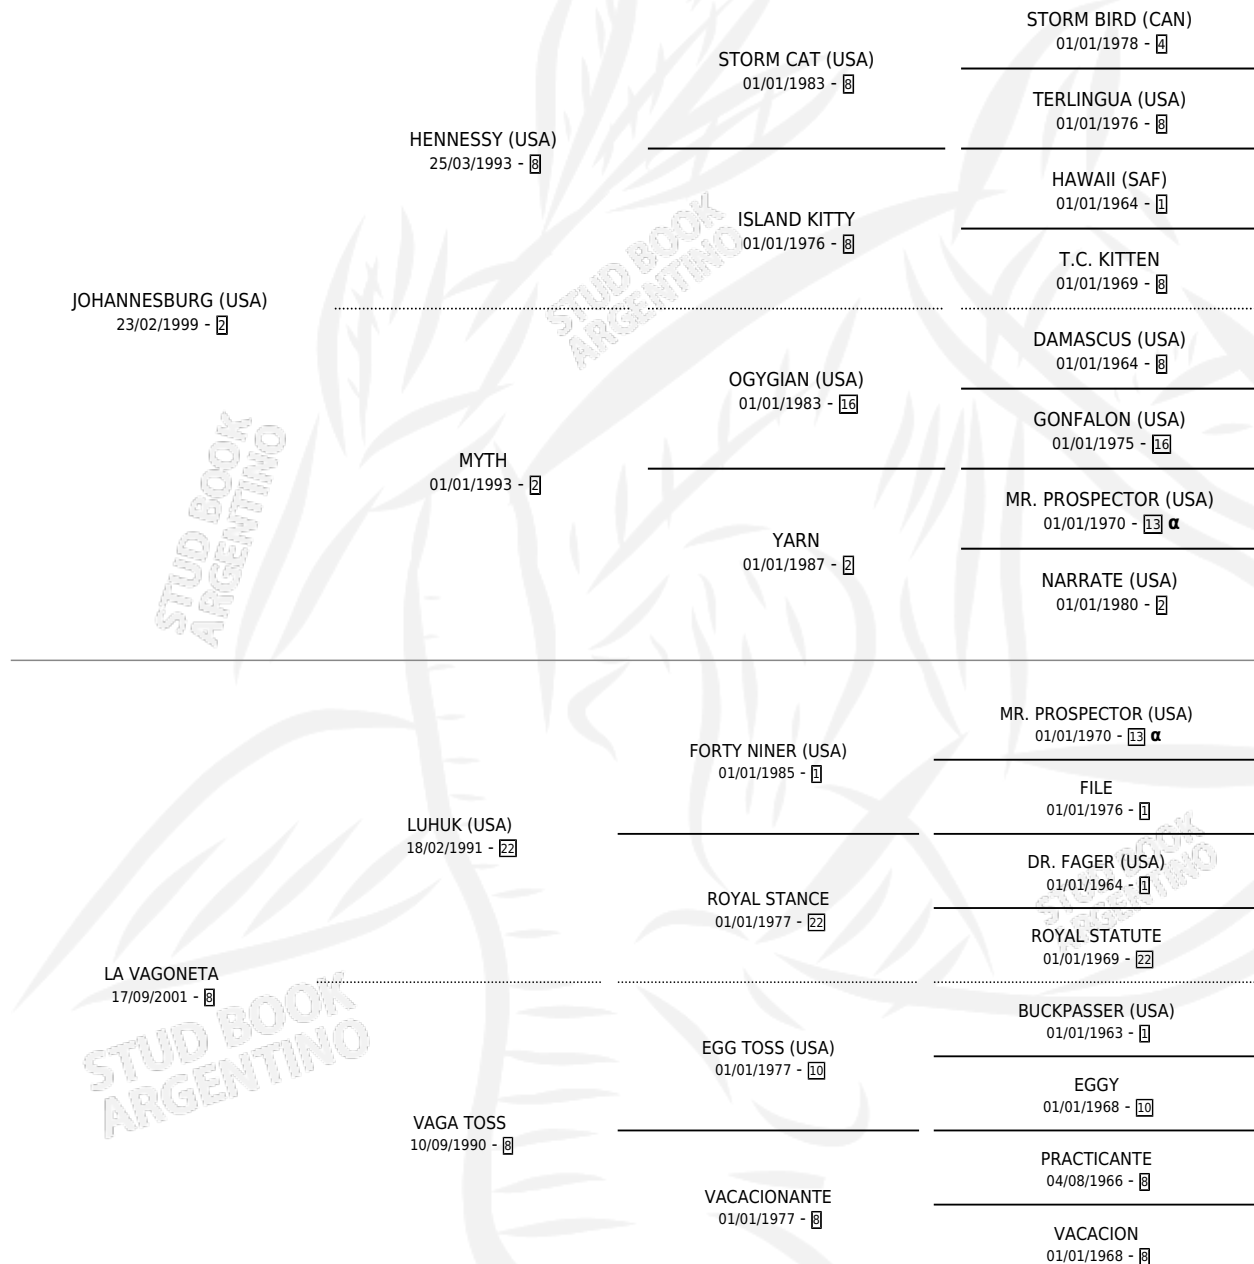 STORM BIRD (CAN)
01/01/1978 - 4
STORM CAT (USA)
01/01/1983 - 8
TERLINGUA (USA)
01/01/1976 - 8
HENNESSY (USA)
25/03/1993 - 8
HAWAII (SAF)
01/01/1964 - 1
ISLAND KITTY
01/01/1976 - 8
T.C. KITTEN
01/01/1969 - 8
JOHANNESBURG (USA)
23/02/1999 - 2
DAMASCUS (USA)
01/01/1964 - 8
OGYGIAN (USA)
01/01/1983 - 16
GONFALON (USA)
01/01/1975 - 16
MYTH
01/01/1993 - 2
MR. PROSPECTOR (USA)
01/01/1970 - 13 α
YARN
01/01/1987 - 2
NARRATE (USA)
01/01/1980 - 2
MR. PROSPECTOR (USA)
01/01/1970 - 13 α
FORTY NINER (USA)
01/01/1985 - 1
FILE
01/01/1976 - 1
LUHUK (USA)
18/02/1991 - 22
DR. FAGER (USA)
01/01/1964 - 1
ROYAL STANCE
01/01/1977 - 22
ROYAL STATUTE
01/01/1969 - 22
LA VAGONETA
17/09/2001 - 8
BUCKPASSER (USA)
01/01/1963 - 1
EGG TOSS (USA)
01/01/1977 - 10
EGGY
01/01/1968 - 10
VAGA TOSS
10/09/1990 - 8
PRACTICANTE
04/08/1966 - 8
VACACIONANTE
01/01/1977 - 8
VACACION
01/01/1968 - 8
STUD BOOK
ARGENTINO
STUD BOOK
ARGENTINO
STUD BOOK
ARGENTINO
STUD BOOK
ARGENTINO